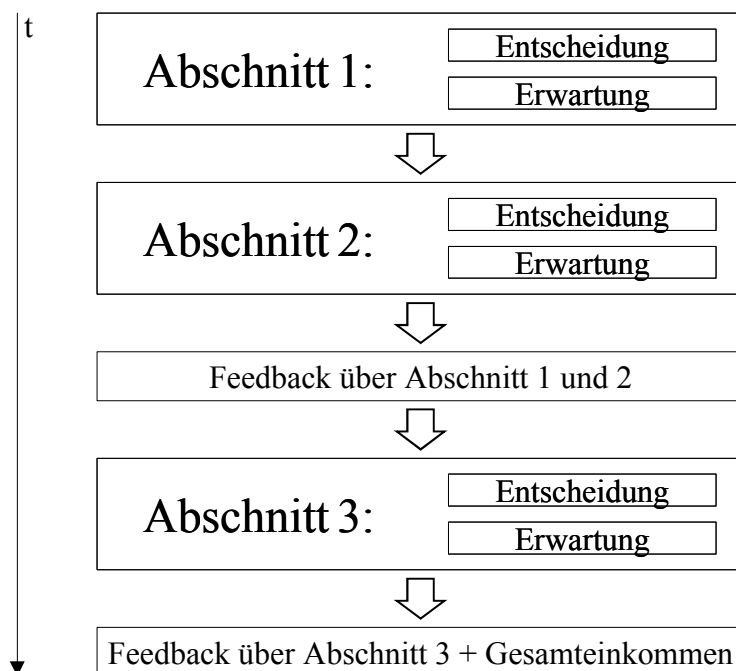 t
Abschnitt 1:
Entscheidung
Erwartung
Abschnitt 2:
Entscheidung
Erwartung
Feedback über Abschnitt 1 und 2
Abschnitt 3:
Entscheidung
Erwartung
Feedback über Abschnitt 3 + Gesamteinkommen